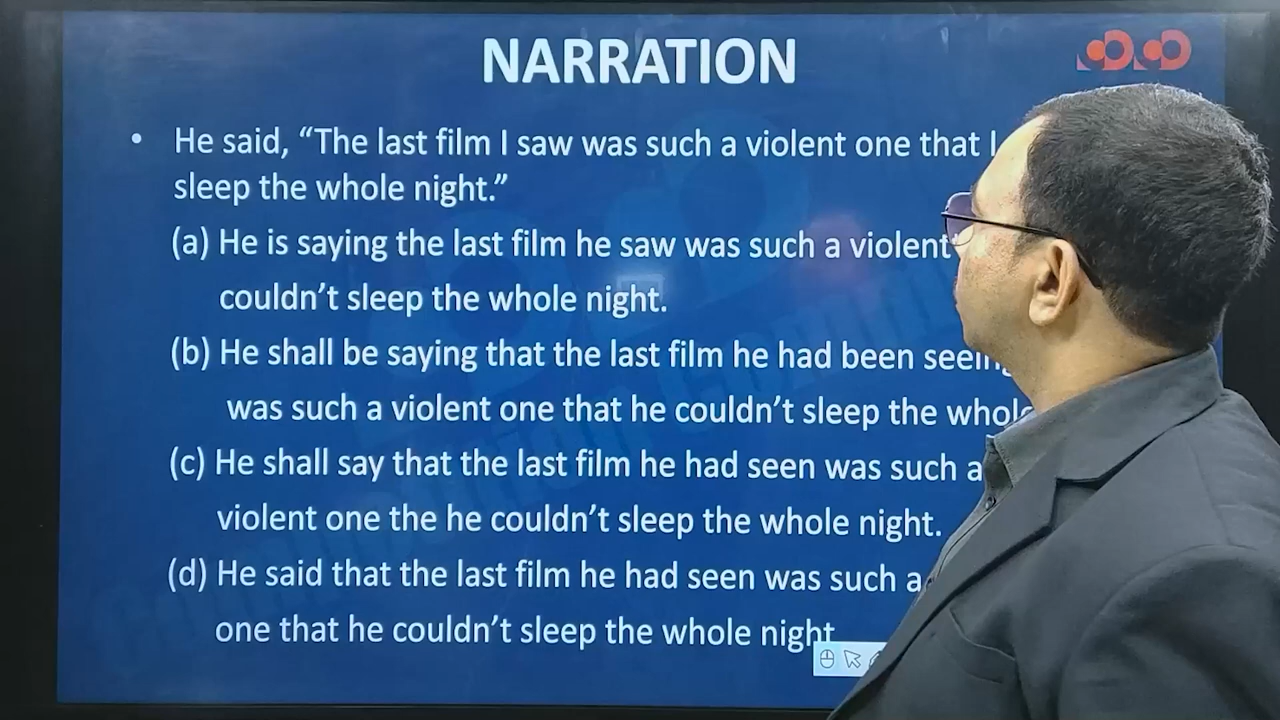 NARRATION
• He said, “The last film I saw was such a violent one that I
sleep the whole night.”
(a) He is saying the last film he saw was such a violent
couldn’t sleep the whole night.
(b) He shall be saying that the last film he had been seeing
was such a violent one that he couldn’t sleep the whole
(c) He shall say that the last film he had seen was such a
violent one the he couldn’t sleep the whole night.
(d) He said that the last film he had seen was such a
one that he couldn’t sleep the whole night